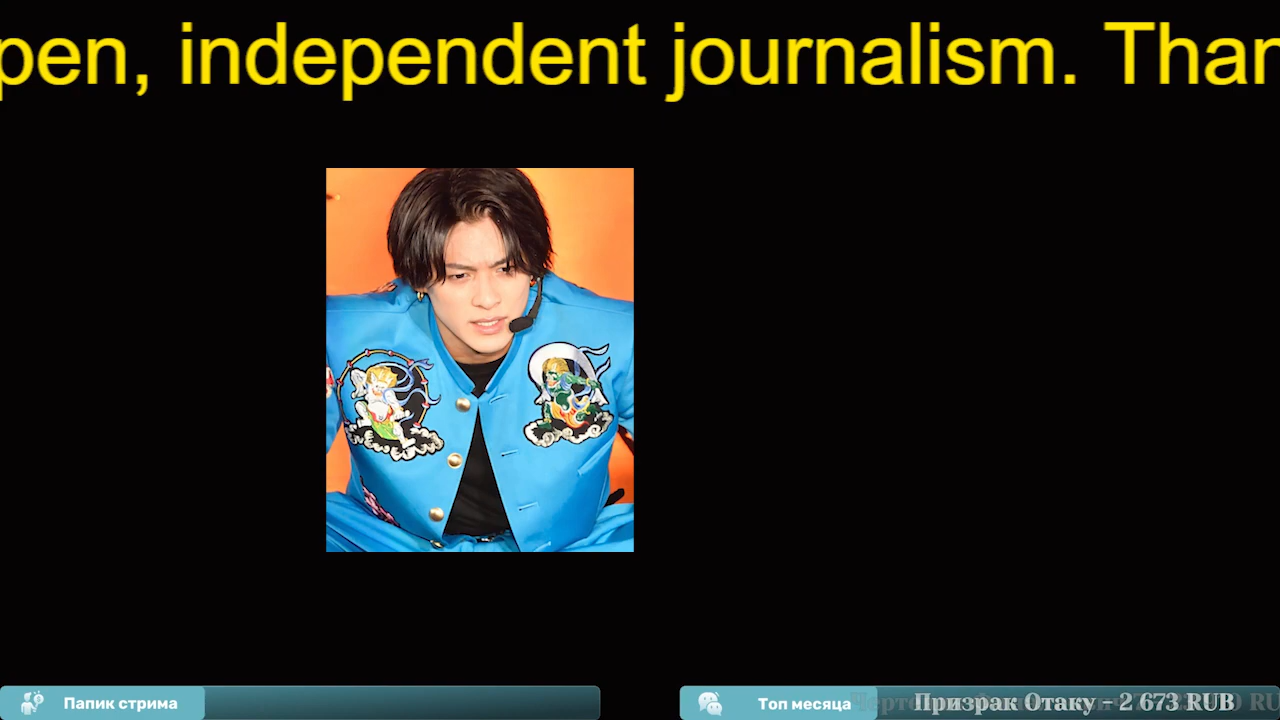 pen, independent journalism. Than
Папик стрима
Топ месяца
Призрак Отаку – 2 673 RUB